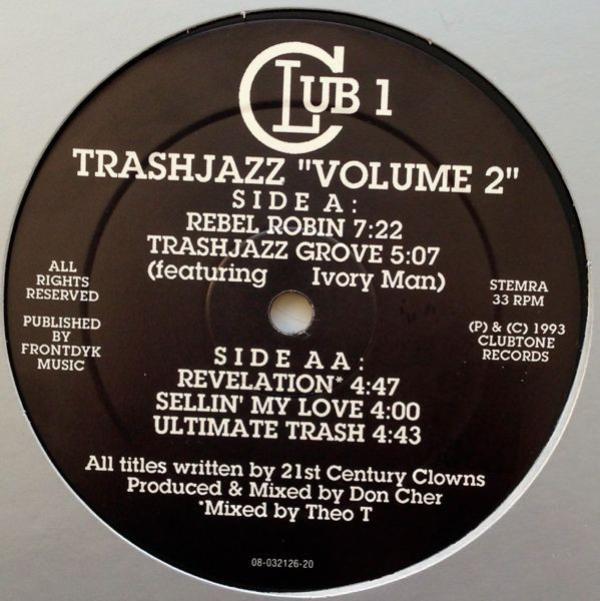 CLUB 1
TRASHJAZZ "VOLUME 2"
SIDE A:
REBEL ROBIN 7:22
TRASHJAZZ GROVE 5:07
(featuring Ivory Man)
ALL
RIGHTS
RESERVED
PUBLISHED
BY
FRONTDYK
MUSIC
STEMRA
33 RPM
(P) & (C) 1993
CLUBTONE
RECORDS
SIDE AA:
REVELATION* 4:47
SELLIN' MY LOVE 4:00
ULTIMATE TRASH 4:43
All titles written by 21st Century Clowns
Produced & Mixed by Don Cher
*Mixed by Theo T
08-032126-20